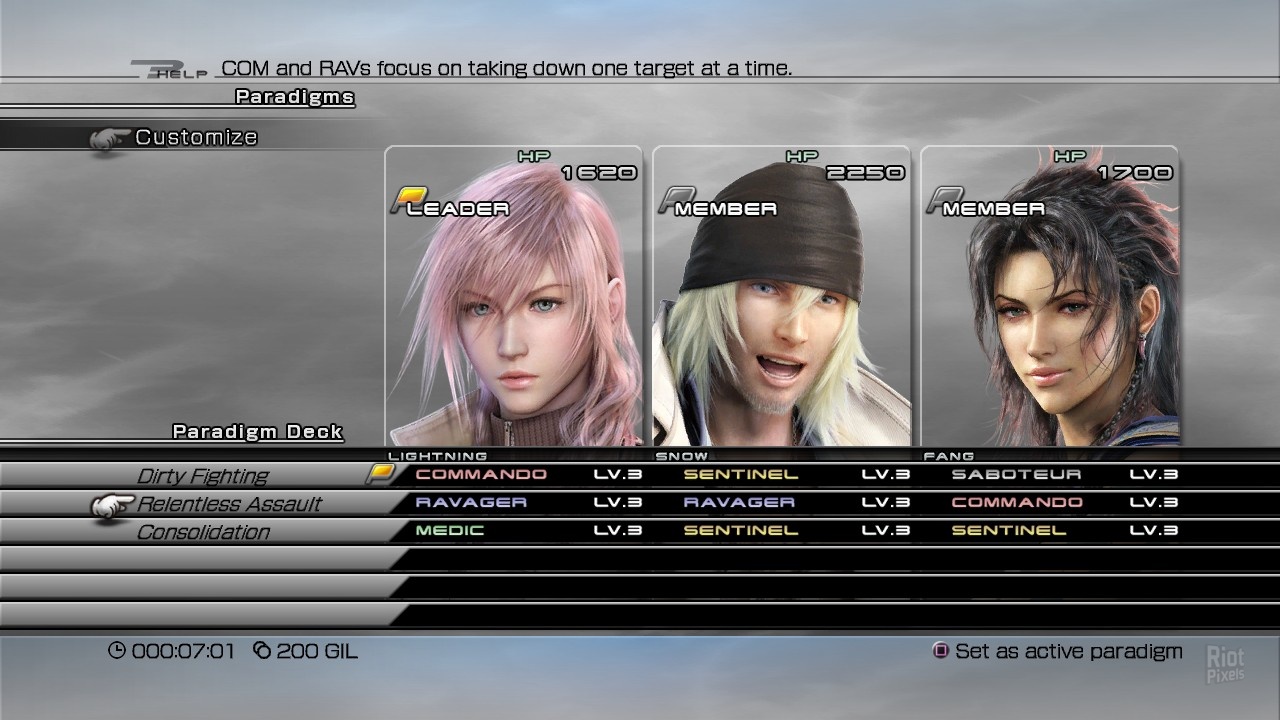 HELP COM and RAVs focus on taking down one target at a time.
Paradigms
Customize
HP 1620 HP 2250 HP 1700
LEADER MEMBER MEMBER
Paradigm Deck
LIGHTNING SNOW FANG
Dirty Fighting COMMANDO LV.3 SENTINEL LV.3 SABOTEUR LV.3
Relentless Assault RAVAGER LV.3 RAVAGER LV.3 COMMANDO LV.3
Consolidation MEDIC LV.3 SENTINEL LV.3 SENTINEL LV.3
000:07:01 200 GIL Set as active paradigm
Riot
Pixels